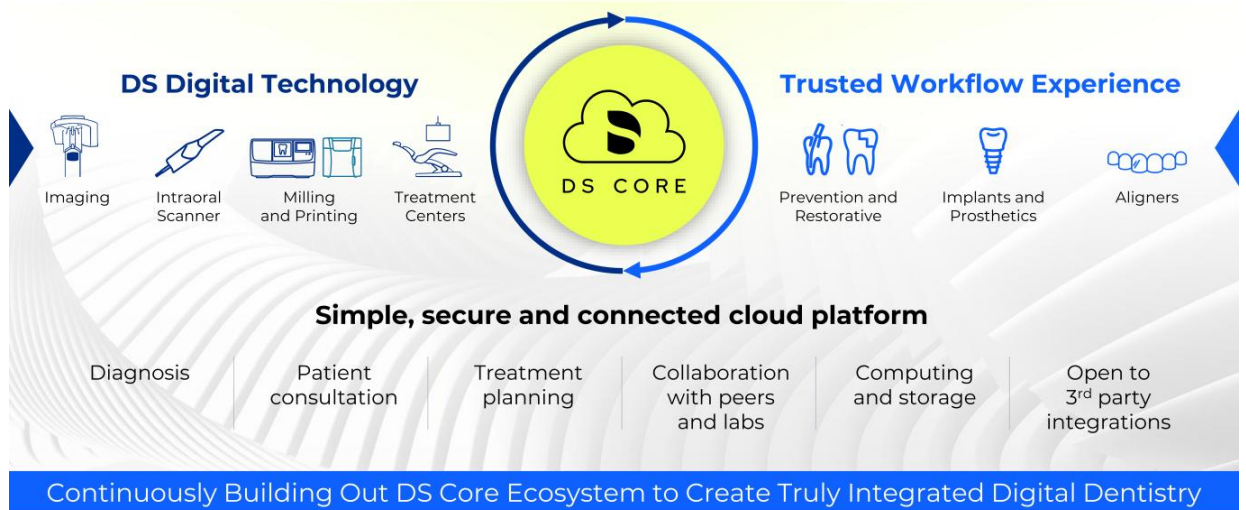 DS Digital Technology
Imaging
Intraoral
Scanner
Milling
and Printing
Treatment
Centers
DS CORE
Trusted Workflow Experience
Prevention and
Restorative
Implants and
Prosthetics
Aligners
Simple, secure and connected cloud platform
Diagnosis
Patient
consultation
Treatment
planning
Collaboration
with peers
and labs
Computing
and storage
Open to
3rd party
integrations
Continuously Building Out DS Core Ecosystem to Create Truly Integrated Digital Dentistry